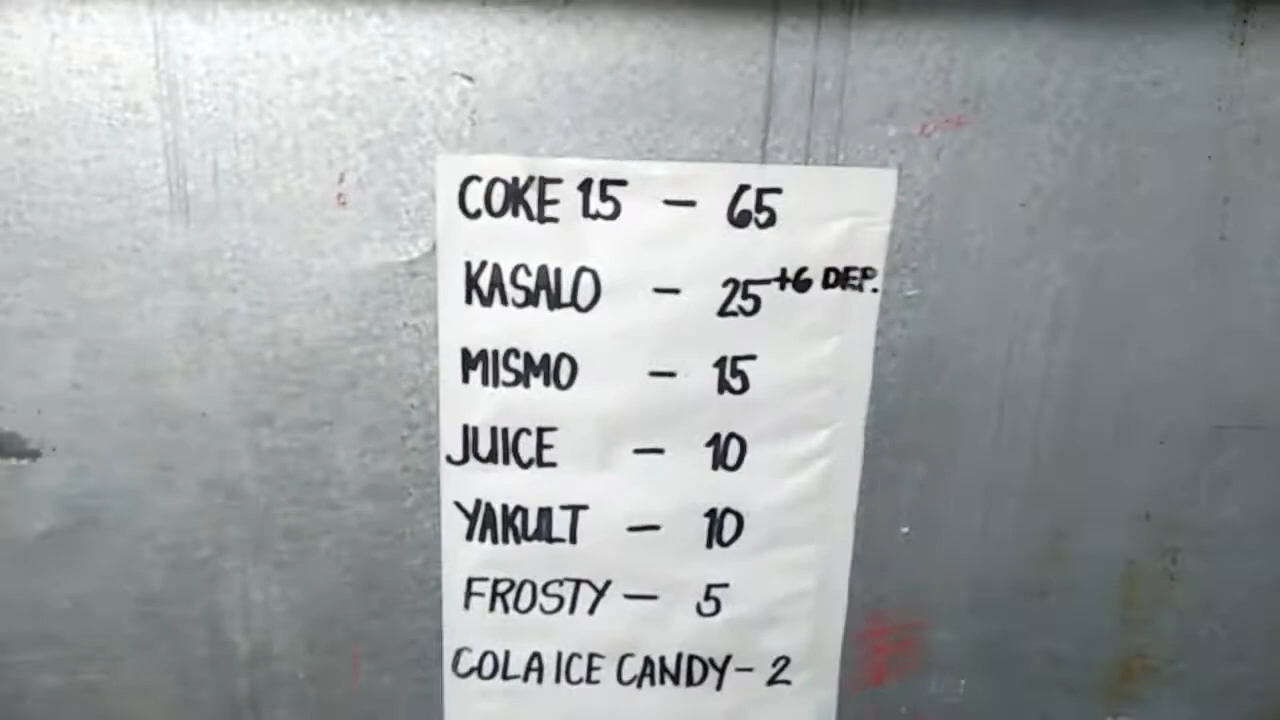 COKE 1.5 - 65
KASALO - 25 +6 DEP.
MISMO - 15
JUICE - 10
YAKULT - 10
FROSTY - 5
COLA ICE CANDY - 2